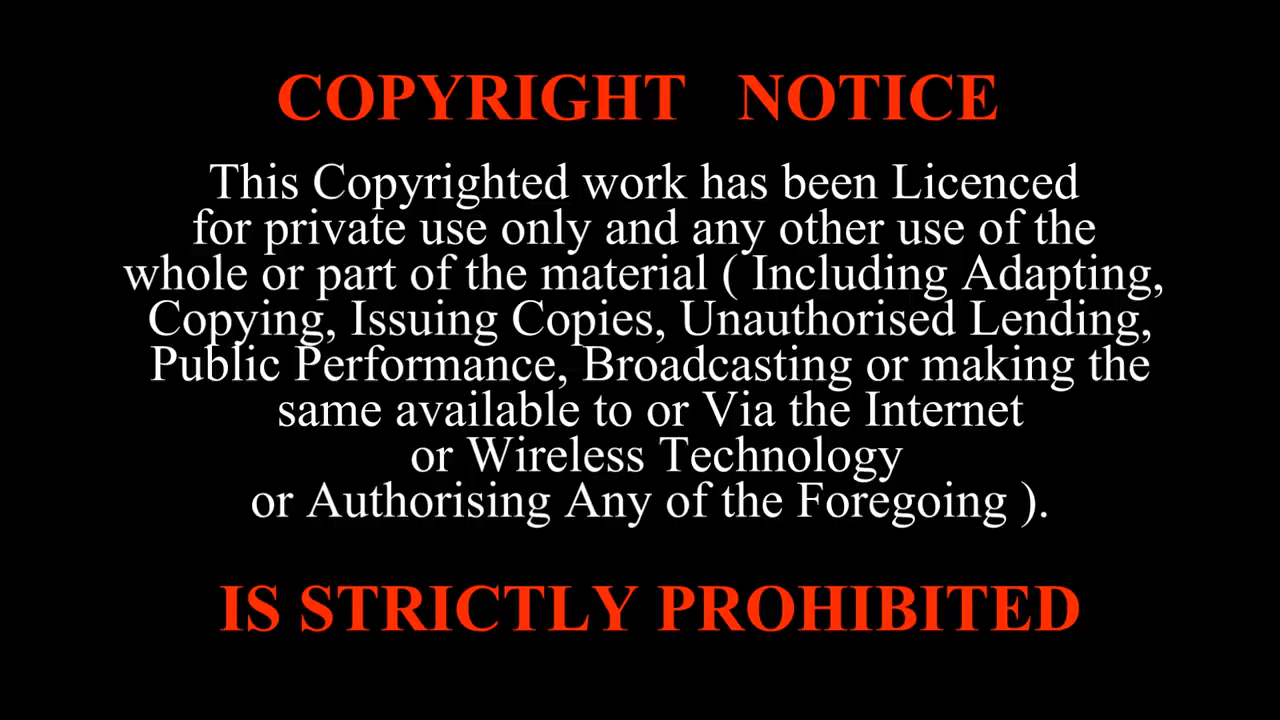 COPYRIGHT NOTICE
This Copyrighted work has been Licenced
for private use only and any other use of the
whole or part of the material ( Including Adapting,
Copying, Issuing Copies, Unauthorised Lending,
Public Performance, Broadcasting or making the
same available to or Via the Internet
or Wireless Technology
or Authorising Any of the Foregoing ).
IS STRICTLY PROHIBITED